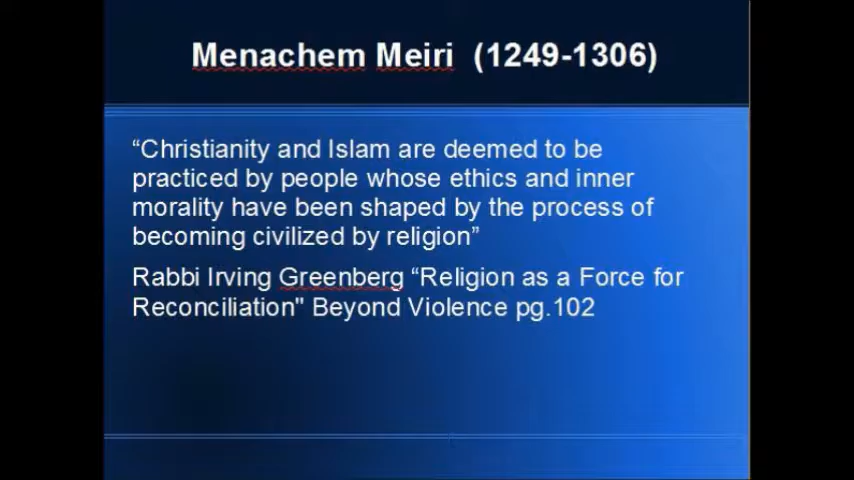 Menachem Meiri (1249-1306)
“Christianity and Islam are deemed to be
practiced by people whose ethics and inner
morality have been shaped by the process of
becoming civilized by religion”
Rabbi Irving Greenberg “Religion as a Force for
Reconciliation" Beyond Violence pg.102